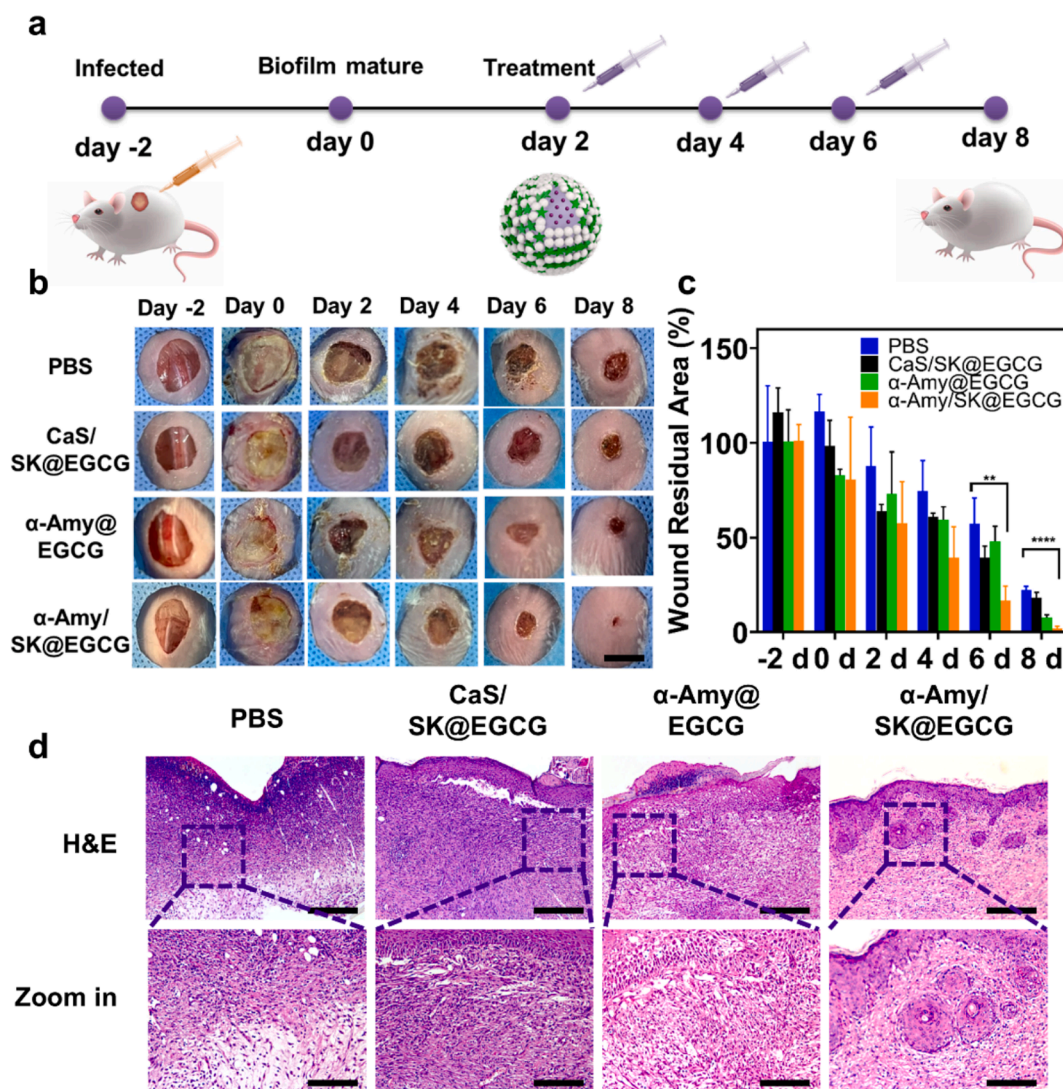 a
Infected
Biofilm mature
Treatment
day -2
day 0
day 2
day 4
day 6
day 8
b
Day -2 Day 0 Day 2 Day 4 Day 6 Day 8
PBS
CaS/
SK@EGCG
α-Amy@
EGCG
α-Amy/
SK@EGCG
c
Wound Residual Area (%)
150
100
50
0
PBS
CaS/SK@EGCG
α-Amy@EGCG
α-Amy/SK@EGCG
**
****
-2 d 0 d 2 d 4 d 6 d 8 d
d
PBS
CaS/
SK@EGCG
α-Amy@
EGCG
α-Amy/
SK@EGCG
H&E
Zoom in